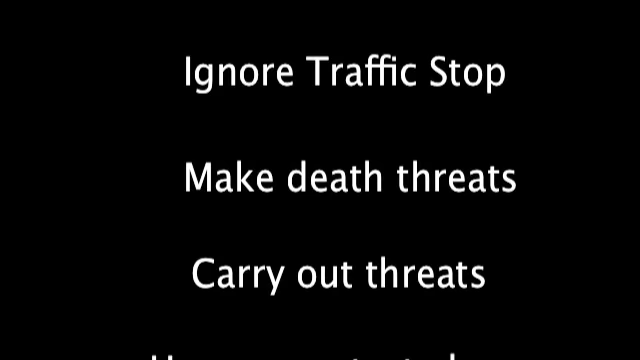 Ignore Traffic Stop
Make death threats
Carry out threats